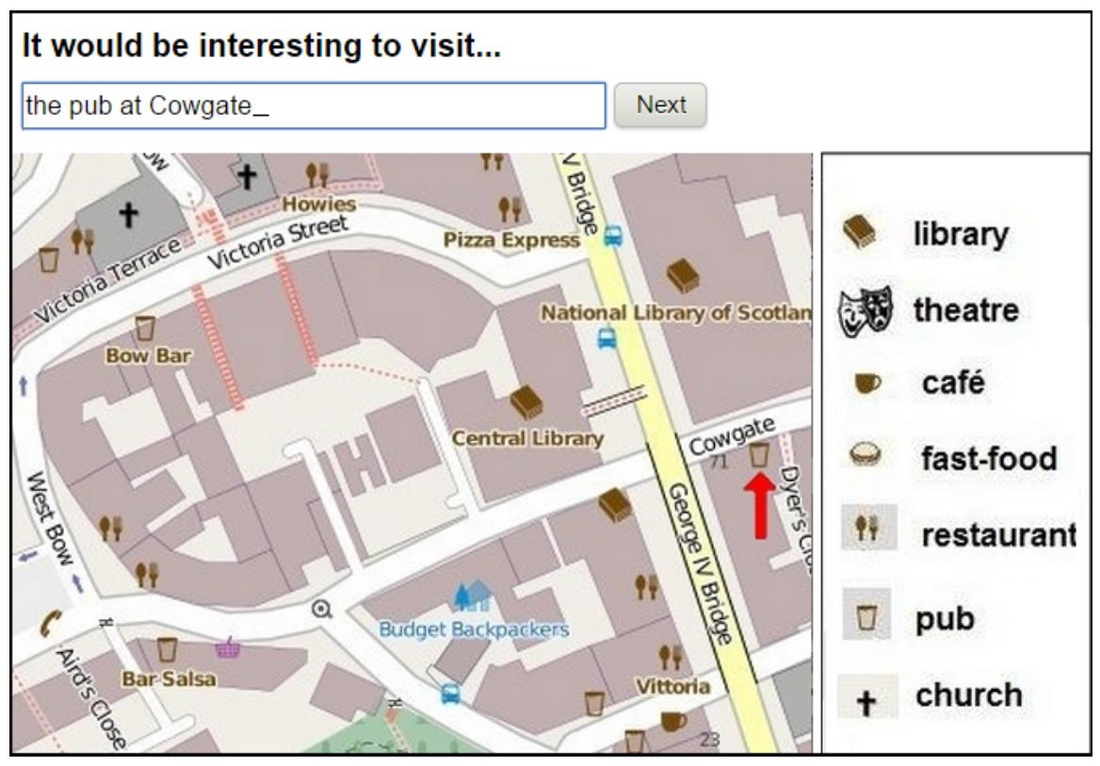 It would be interesting to visit...
the pub at Cowgate_
Next
V Bridge
Howies
Victoria Street
Pizza Express
Victoria Terrace
National Library of Scotlan
Bow Bar
Central Library
Cowgate
71
Dyer's Clo
West Bow
George IV Bridge
Budget Backpackers
Bar Salsa
Vittoria
Aird's Close
23
library
theatre
café
fast-food
restaurant
pub
church